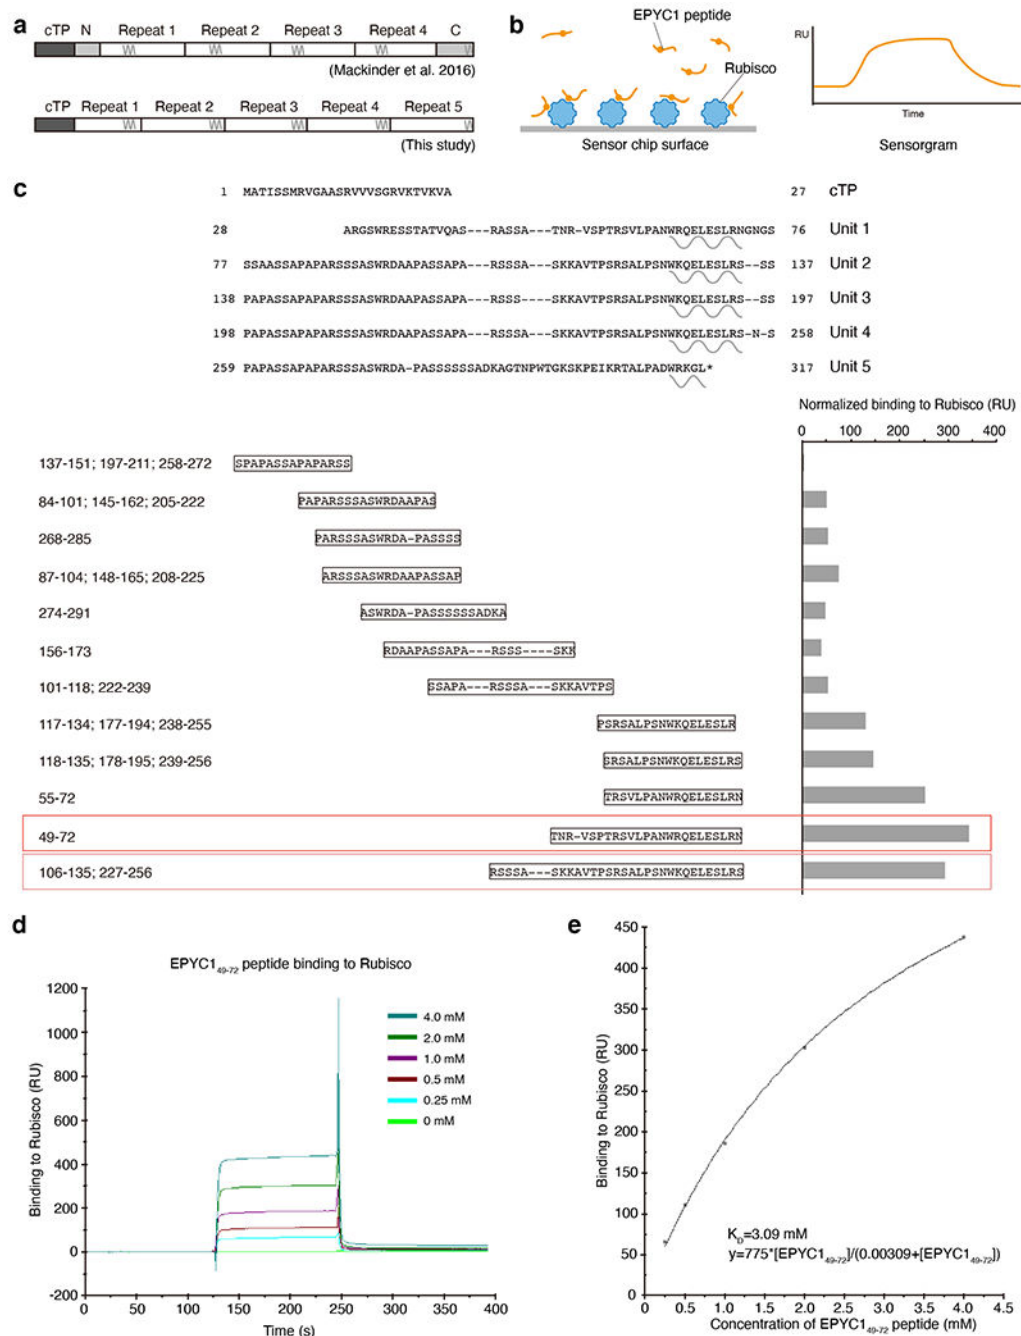 a
cTP N Repeat 1 Repeat 2 Repeat 3 Repeat 4 C
(Mackinder et al. 2016)
cTP Repeat 1 Repeat 2 Repeat 3 Repeat 4 Repeat 5
(This study)
b
EPYC1 peptide
Rubisco
Sensor chip surface
RU
Time
Sensorgram
c
1 MATISSMRVGAASRVVVSGRVKTVKVA 27 cTP
28 ARGSWRESSTATVQAS---RASSA---TNR-VSPTRSVLPANWRQELESLRNGNGS 76 Unit 1
77 SSAASSAPAPARSSSASWRDAAPASSAPA---RSSSA---SKKAVTPSRSALPSNWKQELESLRS--SS 137 Unit 2
138 PAPASSAPAPARSSSASWRDAAPASSAPA---RSSS----SKKAVTPSRSALPSNWKQELESLRS--SS 197 Unit 3
198 PAPASSAPAPARSSSASWRDAAPASSAPA---RSSSA---SKKAVTPSRSALPSNWKQELESLRS-N-S 258 Unit 4
259 PAPASSAPAPARSSSASWRDA-PASSSSSSADKAGTNPWTGKSKPEIKRTALPADWRKGL* 317 Unit 5
Normalized binding to Rubisco (RU)
0 100 200 300 400
137-151; 197-211; 258-272 SPAPASSAPAPARSS
84-101; 145-162; 205-222 PAPARSSSASWRDAAPAS
268-285 PARSSSASWRDA-PASSSS
87-104; 148-165; 208-225 ARSSSASWRDAAPASSAP
274-291 ASWRDA-PASSSSSSADKA
156-173 RDAAPASSAPA---RSSS----SKK
101-118; 222-239 SSAPA---RSSSA---SKKAVTPS
117-134; 177-194; 238-255 PSRSALPSNWKQELESLR
118-135; 178-195; 239-256 SRSALPSNWKQELESLRS
55-72 TRSVLPANWRQELESLRN
49-72 TNR-VSPTRSVLPANWRQELESLRN
106-135; 227-256 RSSSA---SKKAVTPSRSALPSNWKQELESLRS
d
EPYC1₄₉₋₇₂ peptide binding to Rubisco
Binding to Rubisco (RU)
1200
1000
800
600
400
200
0
-200
4.0 mM
2.0 mM
1.0 mM
0.5 mM
0.25 mM
0 mM
0 50 100 150 200 250 300 350 400
Time (s)
e
Binding to Rubisco (RU)
450
400
350
300
250
200
150
100
50
0
K_D=3.09 mM
y=775*[EPYC1₄₉₋₇₂]/(0.00309+[EPYC1₄₉₋₇₂])
0.5 1.0 1.5 2.0 2.5 3.0 3.5 4.0 4.5
Concentration of EPYC1₄₉₋₇₂ peptide (mM)